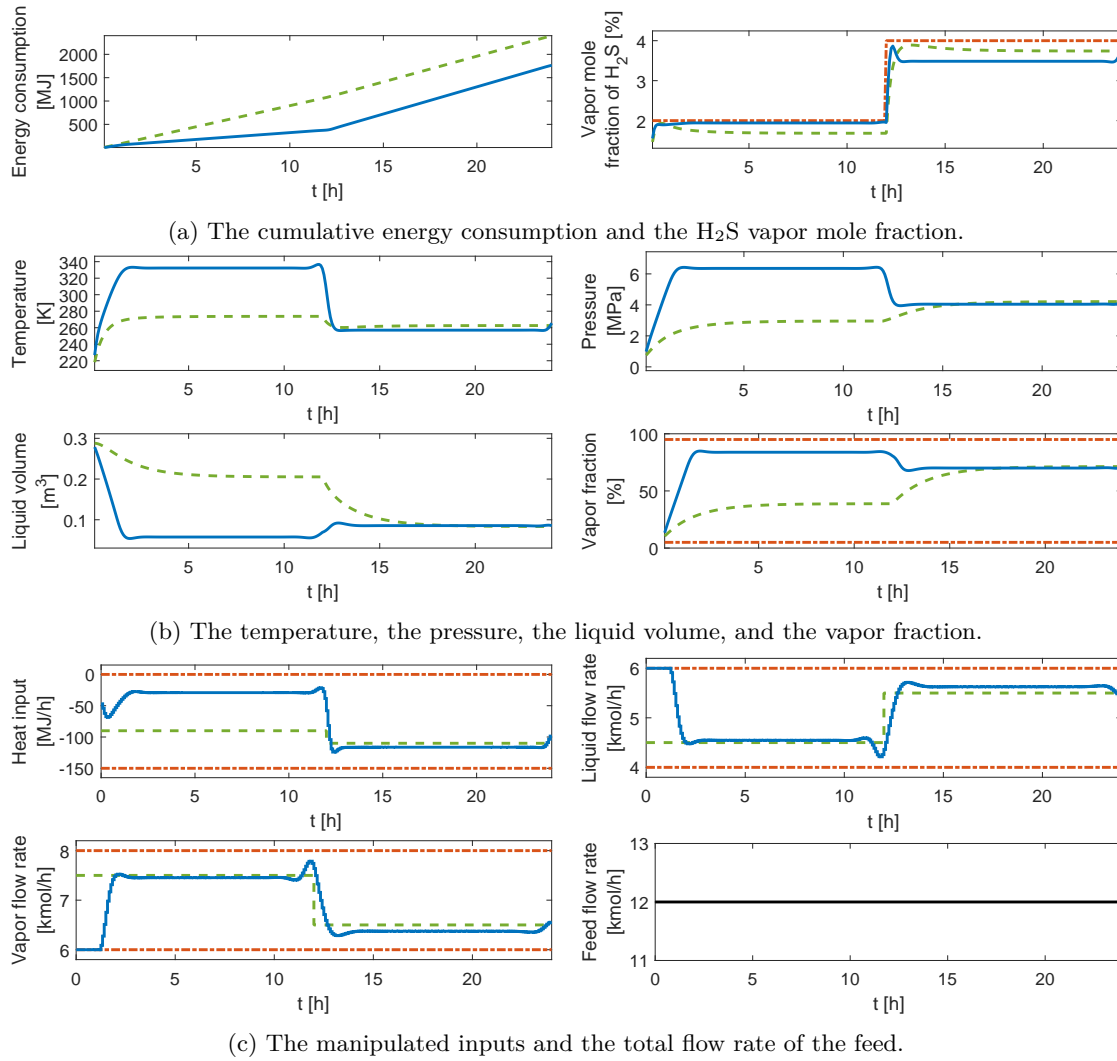 Energy consumption
[MJ]
2000
1500
1000
500
5
10
15
20
t [h]
Vapor mole
fraction of H₂S [%]
4
3
2
5
10
15
20
t [h]
(a) The cumulative energy consumption and the H₂S vapor mole fraction.
Temperature
[K]
340
320
300
280
260
240
220
5
10
15
20
t [h]
Pressure
[MPa]
6
4
2
0
5
10
15
20
t [h]
Liquid volume
[m³]
0.3
0.2
0.1
5
10
15
20
t [h]
Vapor fraction
[%]
100
50
0
5
10
15
20
t [h]
(b) The temperature, the pressure, the liquid volume, and the vapor fraction.
Heat input
[MJ/h]
0
-50
-100
-150
0
5
10
15
20
t [h]
Liquid flow rate
[kmol/h]
6
5
4
0
5
10
15
20
t [h]
Vapor flow rate
[kmol/h]
8
7
6
0
5
10
15
20
t [h]
Feed flow rate
[kmol/h]
13
12
11
0
5
10
15
20
t [h]
(c) The manipulated inputs and the total flow rate of the feed.